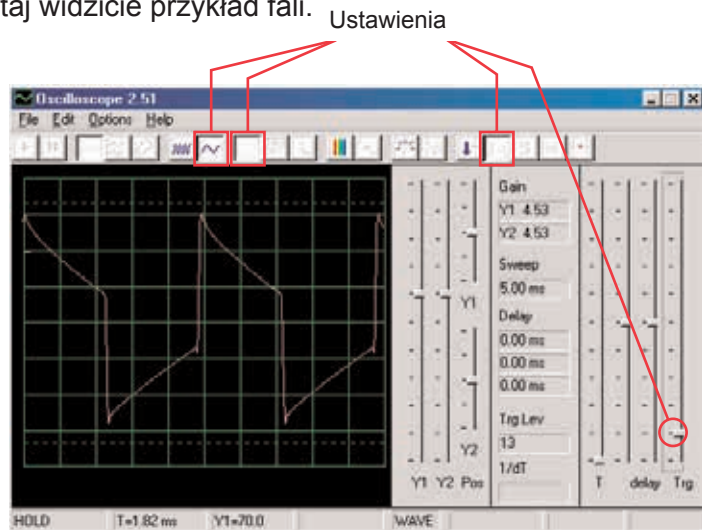 taj widzicie przykład fali.
Ustawienia
Oscilloscope 2.51
File Edit Options Help
Gain
Y1 4.53
Y2 4.53
Sweep
5.00 ms
Y1
Delay
0.00 ms
0.00 ms
0.00 ms
Trg Lev
13
Y2
1/dT
Y1 Y2 Pos
T delay Trg
HOLD T=1.82 ms Y1=70.0 WAVE